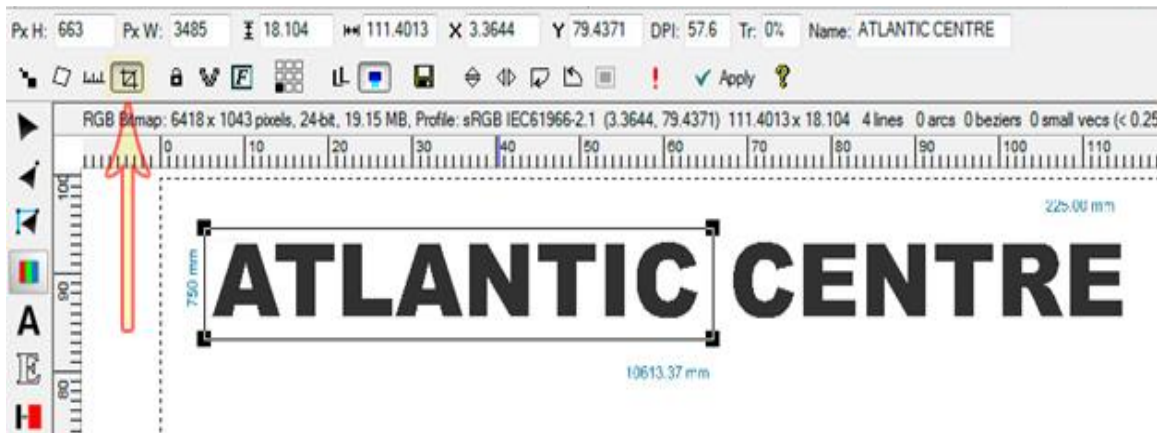 Px H: 663 Px W: 3485 18.104 111.4013 X 3.3644 Y 79.4371 DPI: 57.6 Tr: 0% Name: ATLANTIC CENTRE
F Apply
RGB Bitmap: 6418 x 1043 pixels, 24-bit, 19.15 MB, Profile: sRGB IEC61966-2.1 (3.3644, 79.4371) 111.4013 x 18.104 4 lines 0 arcs 0 beziers 0 small vecs (< 0.25
0 10 20 30 40 50 60 70 80 90 100 110
100
225.00 mm
750 mm
ATLANTIC CENTRE
90
A
10613.37 mm
E
80